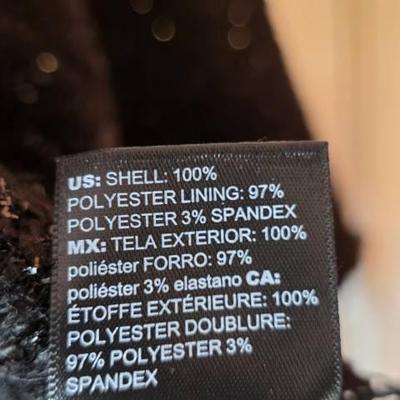 US: SHELL: 100%
POLYESTER LINING: 97%
POLYESTER 3% SPANDEX
MX: TELA EXTERIOR: 100%
poliéster FORRO: 97%
poliéster 3% elastano CA:
ÉTOFFE EXTÉRIEURE: 100%
POLYESTER DOUBLURE:
97% POLYESTER 3%
SPANDEX